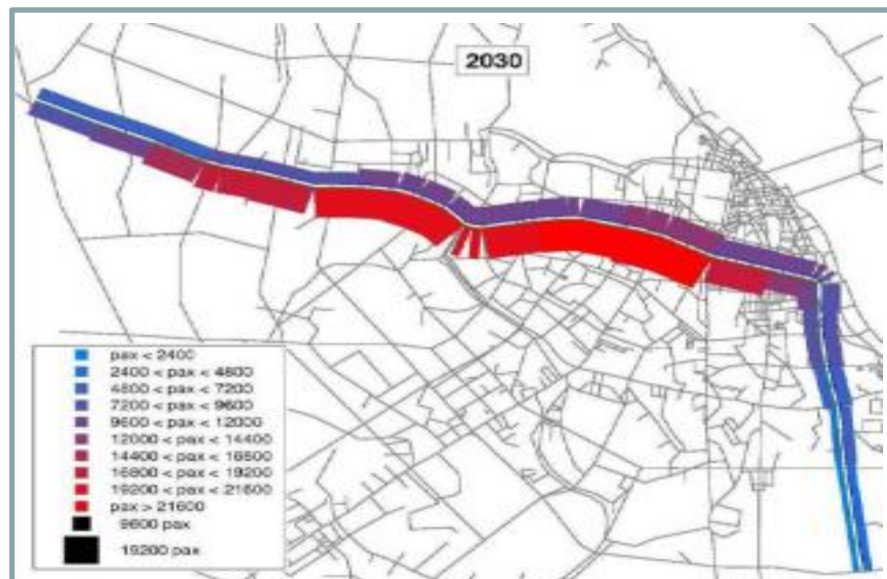 2030
pax < 2400
2400 < pax < 4800
4800 < pax < 7200
7200 < pax < 9600
9600 < pax < 12000
12000 < pax < 14400
14400 < pax < 16800
16800 < pax < 19200
19200 < pax < 21600
pax > 21600
9600 pax
19200 pax